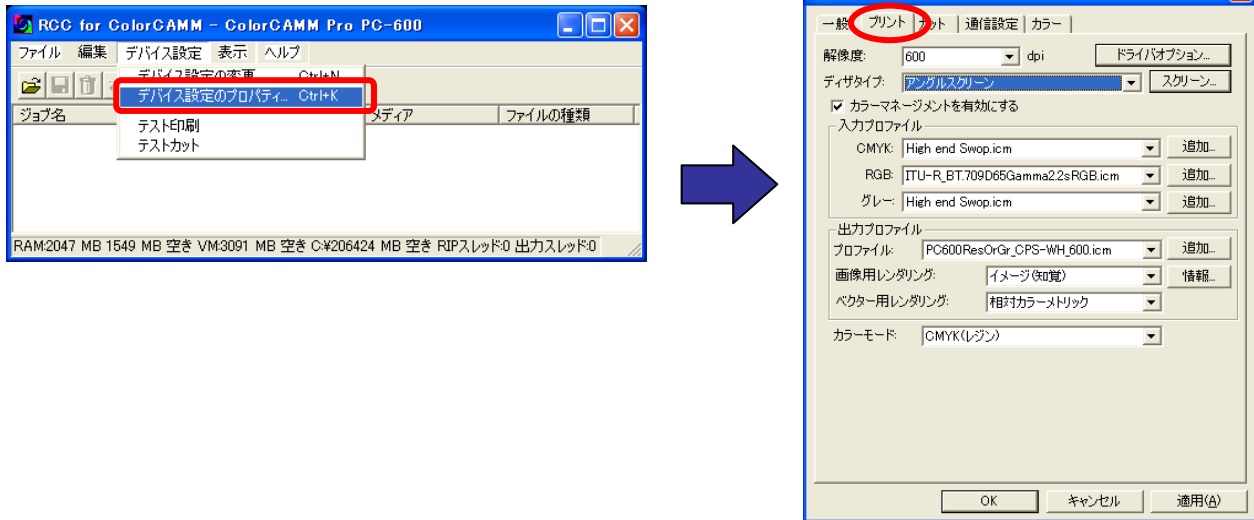 RCC for ColorCAMM - ColorCAMM Pro PC-600
ファイル 編集 デバイス設定 表示 ヘルプ
デバイス設定の変更 Ctrl+N
デバイス設定のプロパティ... Ctrl+K
ジョブ名 メディア ファイルの種類
テスト印刷
テストカット
RAM:2047 MB 1549 MB 空き VM:3091 MB 空き C:¥206424 MB 空き RIPスレッド:0 出力スレッド:0
一般 プリント カット 通信設定 カラー
解像度: 600 dpi ドライバオプション...
ディザタイプ: アングルスクリーン スクリーン...
カラーマネージメントを有効にする
入力プロファイル
CMYK: High end Swop.icm 追加...
RGB: ITU-R_BT.709D65Gamma2.2sRGB.icm 追加...
グレー: High end Swop.icm 追加...
出力プロファイル
プロファイル: PC600ResOrGr_CPS-WH_600.icm 追加...
画像用レンダリング: イメージ(知覚) 情報...
ベクター用レンダリング: 相対カラーメトリック
カラーモード: CMYK(レジン)
OK キャンセル 適用(A)